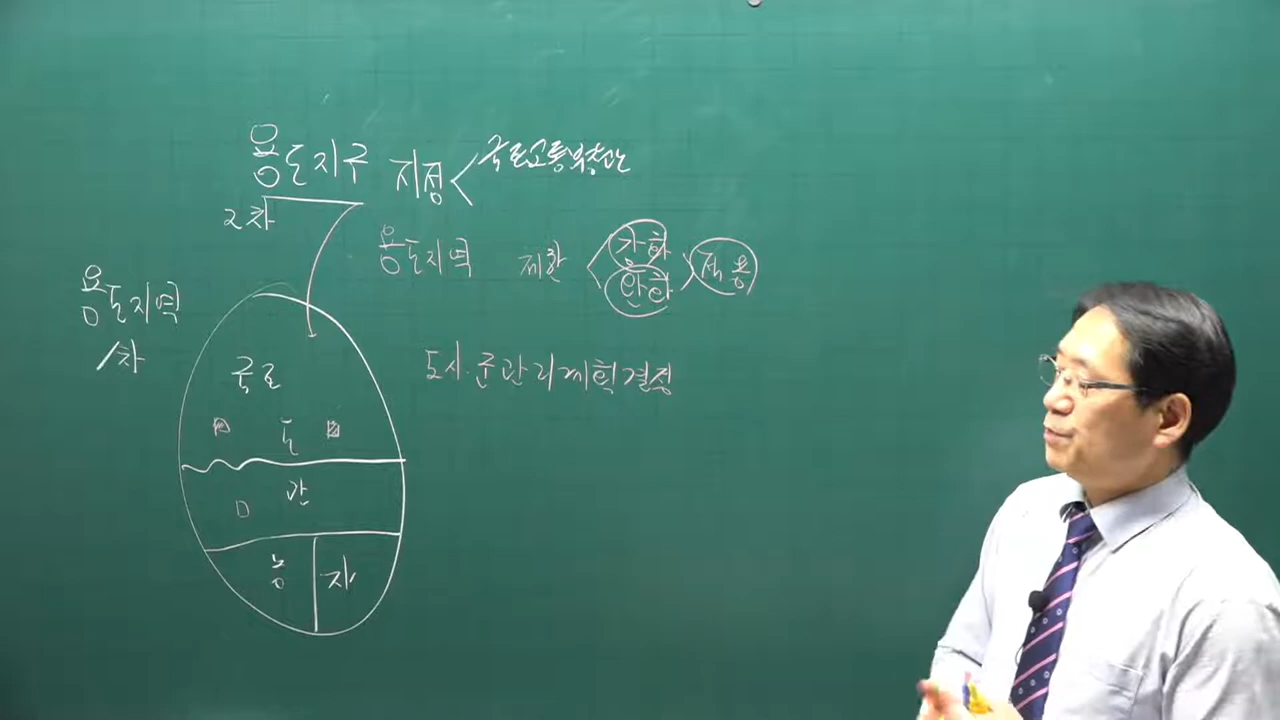 용도지구 지정 < 국토교통부장관
2차
용도지역 제한 < 강화 완화 > 적용
용도지역
1차
도시·군관리계획결정
국토
도
관
농 자